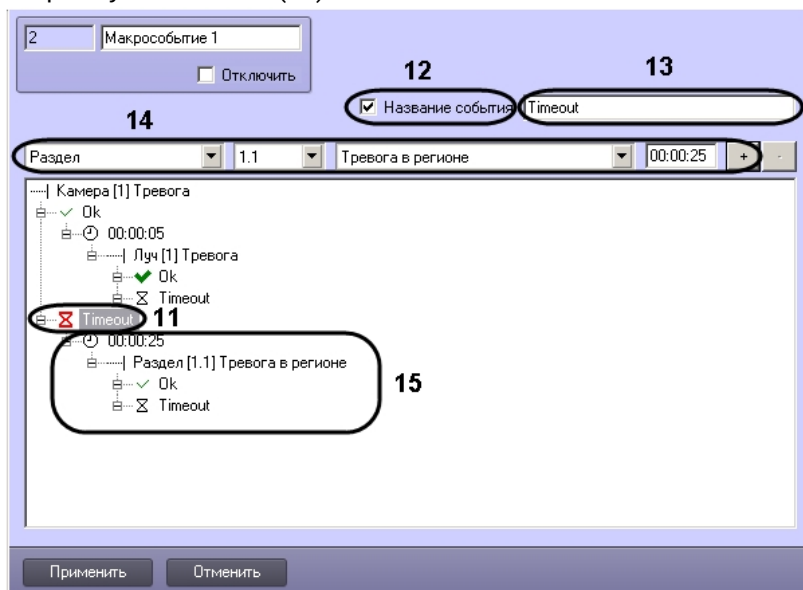 2 Макрособытие 1
Отключить
12
13
Название события Timeout
14
Раздел 1.1 Тревога в регионе 00:00:25 + -
Камера [1] Тревога
Ok
00:00:05
Луч [1] Тревога
Ok
Timeout
Timeout 11
00:00:25
Раздел [1.1] Тревога в регионе
Ok 15
Timeout
Применить Отменить